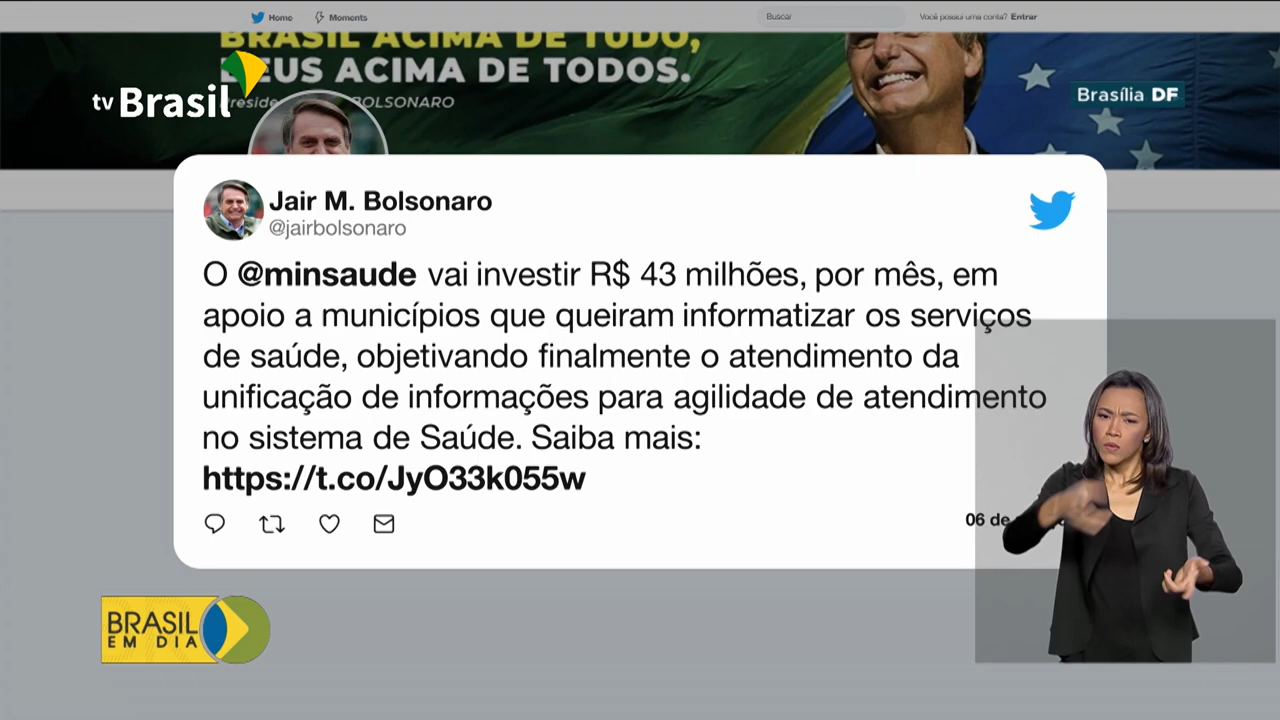 Home
Moments
Buscar
Você possui uma conta? Entrar
BRASIL ACIMA DE TUDO,
DEUS ACIMA DE TODOS.
BOLSONARO
tv Brasil
Brasília DF
Jair M. Bolsonaro
@jairbolsonaro
O @minsaude vai investir R$ 43 milhões, por mês, em
apoio a municípios que queiram informatizar os serviços
de saúde, objetivando finalmente o atendimento da
unificação de informações para agilidade de atendimento
no sistema de Saúde. Saiba mais:
https://t.co/JyO33k055w
06 de
BRASIL
EM DIA